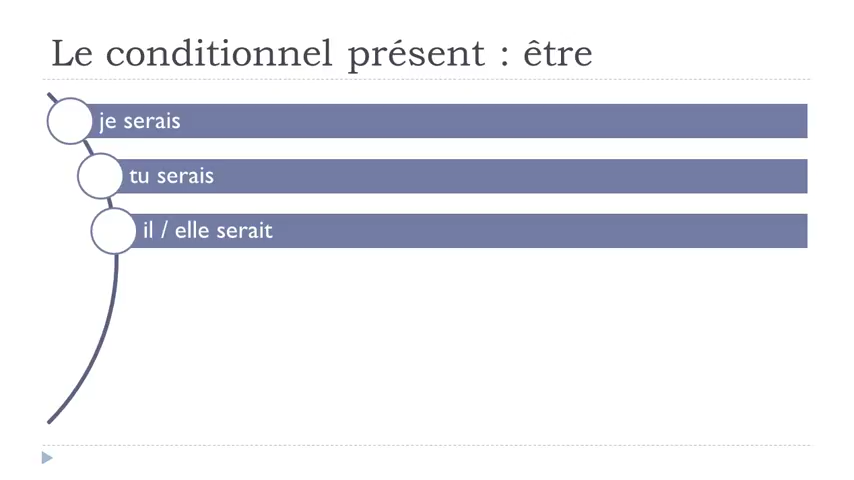 Le conditionnel présent : être
je serais
tu serais
il / elle serait